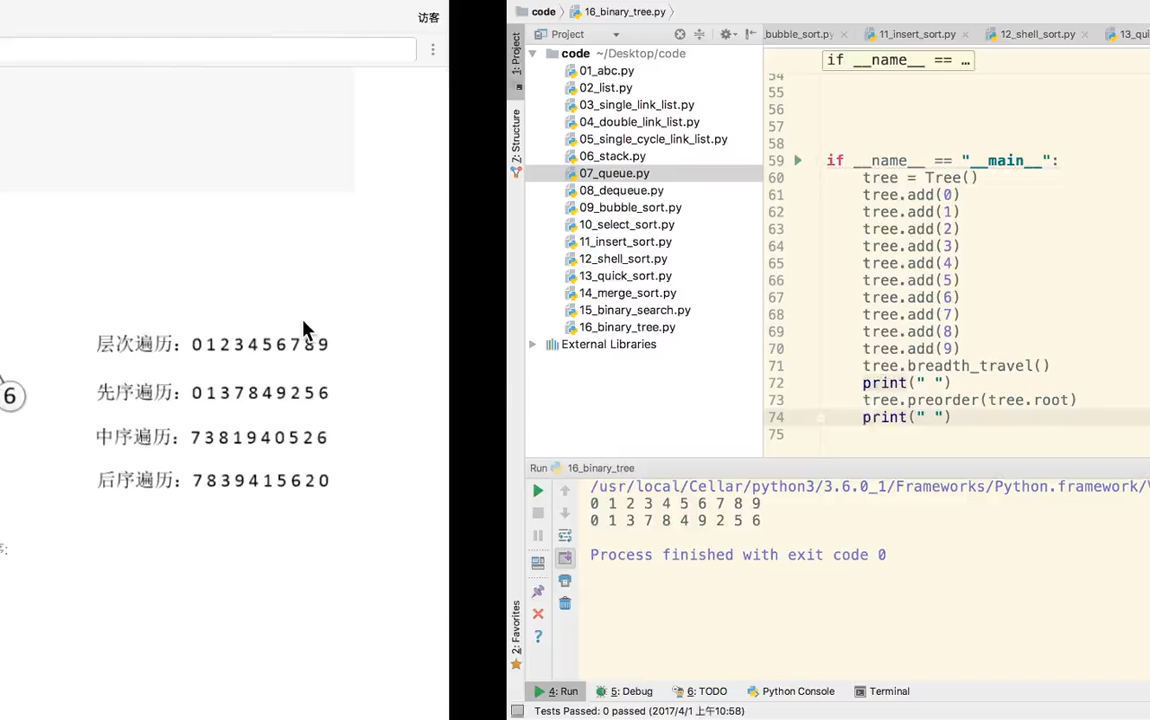 访客
6
层次遍历: 0 1 2 3 4 5 6 7 8 9
先序遍历: 0 1 3 7 8 4 9 2 5 6
中序遍历: 7 3 8 1 9 4 0 5 2 6
后序遍历: 7 8 3 9 4 1 5 6 2 0
code 16_binary_tree.py
Project
_bubble_sort.py 11_insert_sort.py 12_shell_sort.py 13_qui
1: Project
Z: Structure
2: Favorites
code ~/Desktop/code
01_abc.py
02_list.py
03_single_link_list.py
04_double_link_list.py
05_single_cycle_link_list.py
06_stack.py
07_queue.py
08_dequeue.py
09_bubble_sort.py
10_select_sort.py
11_insert_sort.py
12_shell_sort.py
13_quick_sort.py
14_merge_sort.py
15_binary_search.py
16_binary_tree.py
External Libraries
if __name__ == …
54
55
56
57
58
59 if __name__ == "__main__":
60 tree = Tree()
61 tree.add(0)
62 tree.add(1)
63 tree.add(2)
64 tree.add(3)
65 tree.add(4)
66 tree.add(5)
67 tree.add(6)
68 tree.add(7)
69 tree.add(8)
70 tree.add(9)
71 tree.breadth_travel()
72 print(" ")
73 tree.preorder(tree.root)
74 print(" ")
75
Run 16_binary_tree
/usr/local/Cellar/python3/3.6.0_1/Frameworks/Python.framework/
0 1 2 3 4 5 6 7 8 9
0 1 3 7 8 4 9 2 5 6
Process finished with exit code 0
4: Run 5: Debug 6: TODO Python Console Terminal
Tests Passed: 0 passed (2017/4/1 上午10:58)